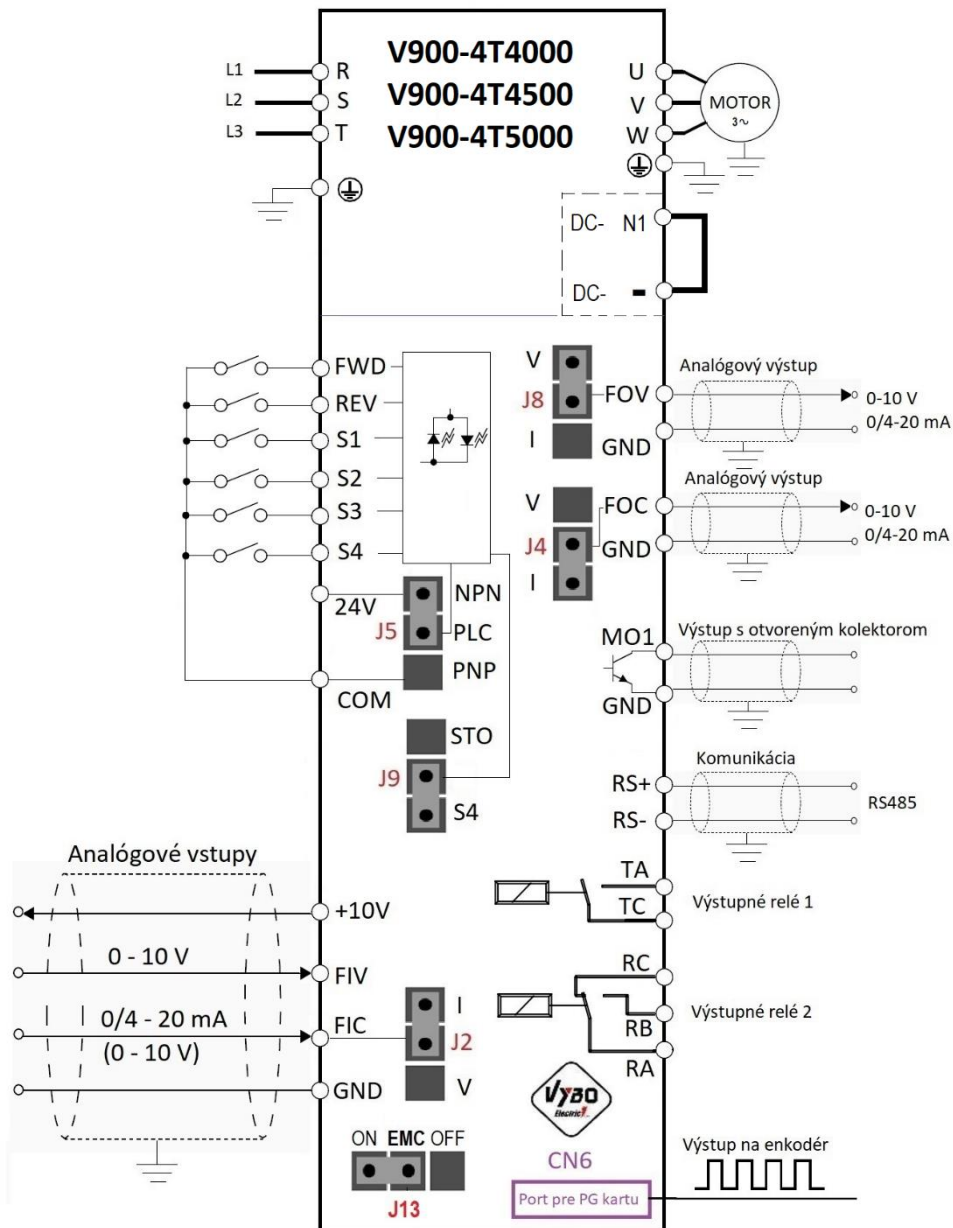 V900-4T4000
V900-4T4500
V900-4T5000
L1
R
L2
S
L3
T
U
V
W
MOTOR
3~
DC- N1
DC- -
FWD
REV
S1
S2
S3
S4
24V
COM
NPN
J5
PLC
PNP
STO
J9
S4
V
J8
I
FOV
GND
Analógový výstup
0-10 V
0/4-20 mA
V
J4
I
FOC
GND
Analógový výstup
0-10 V
0/4-20 mA
MO1
GND
Výstup s otvoreným kolektorom
Komunikácia
RS+
RS-
RS485
Analógové vstupy
+10V
0 - 10 V
FIV
0/4 - 20 mA
(0 - 10 V)
FIC
GND
I
J2
V
TA
TC
Výstupné relé 1
RC
RB
RA
Výstupné relé 2
VYBO
Electric
ON EMC OFF
J13
CN6
Port pre PG kartu
Výstup na enkodér